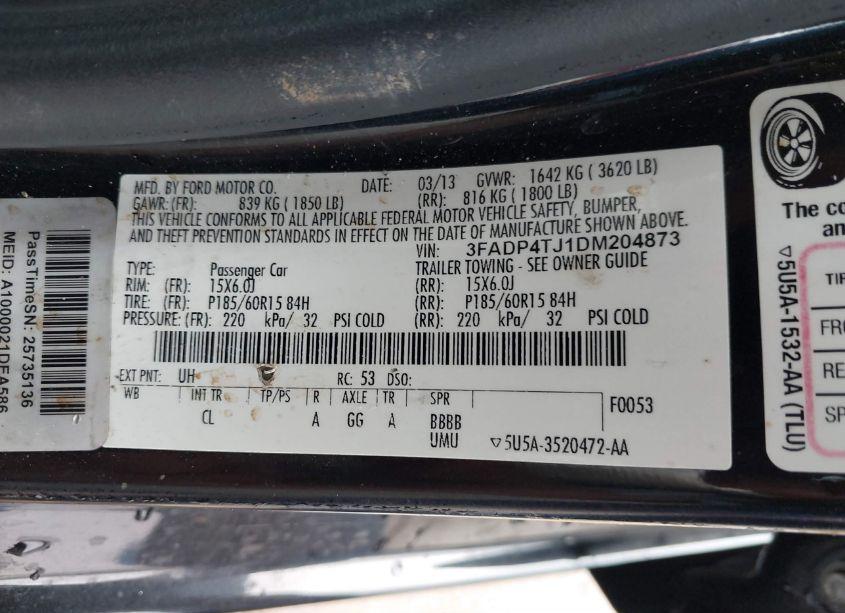 MFD. BY FORD MOTOR CO. DATE: 03/13 GVWR: 1642 KG ( 3620 LB)
GAWR: (FR): 839 KG ( 1850 LB) (RR): 816 KG ( 1800 LB)
THIS VEHICLE CONFORMS TO ALL APPLICABLE FEDERAL MOTOR VEHICLE SAFETY, BUMPER,
AND THEFT PREVENTION STANDARDS IN EFFECT ON THE DATE OF MANUFACTURE SHOWN ABOVE.
VIN: 3FADP4TJ1DM204873
TYPE: Passenger Car TRAILER TOWING - SEE OWNER GUIDE
RIM: (FR): 15X6.0J (RR): 15X6.0J
TIRE: (FR): P185/60R15 84H (RR): P185/60R15 84H
PRESSURE: (FR): 220 kPa/ 32 PSI COLD (RR): 220 kPa/ 32 PSI COLD
EXT PNT: UH RC: 53 DSO:
WB INT TR TP/PS R AXLE TR SPR F0053
CL A GG A BBBB
UMU ▽5U5A-3520472-AA
PassTimeSN: 25735136
MEID: A1000021DFA586
▽5U5A-1532-AA (TLU)
The co
an
TIR
FRO
RE
SP